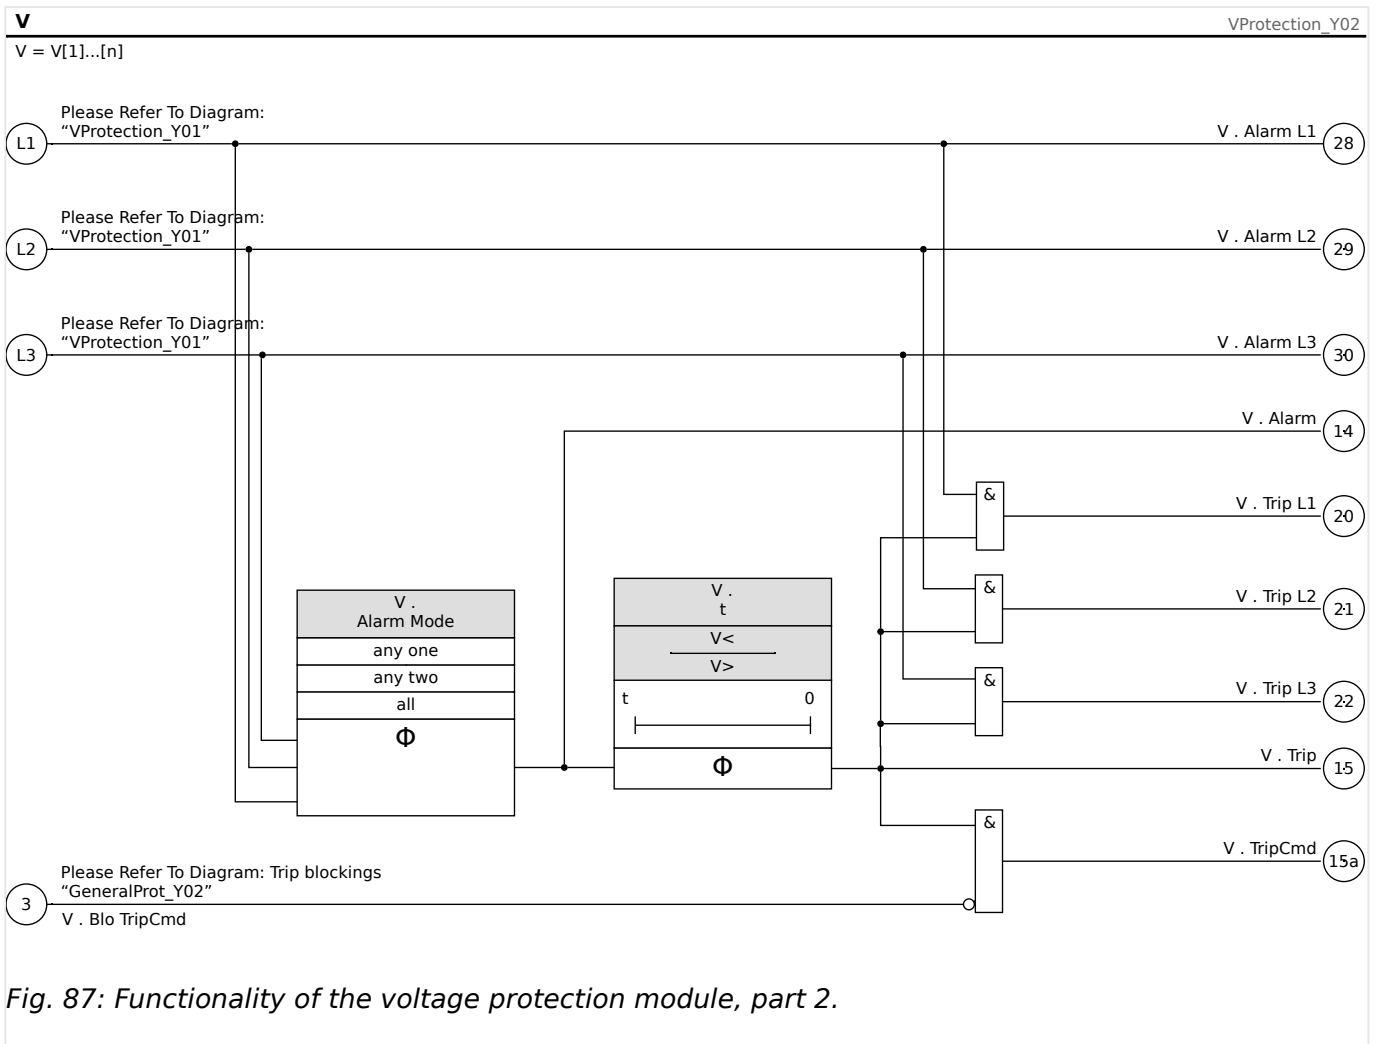 V
VProtection_Y02
V = V[1]...[n]
Please Refer To Diagram:
“VProtection_Y01”
L1
V . Alarm L1
28
Please Refer To Diagram:
“VProtection_Y01”
L2
V . Alarm L2
29
Please Refer To Diagram:
“VProtection_Y01”
L3
V . Alarm L3
30
V . Alarm
14
&
V . Trip L1
20
&
V . Trip L2
21
V .
Alarm Mode
any one
any two
all
Φ
V .
t
V<
V>
t
0
Φ
&
V . Trip L3
22
V . Trip
15
&
V . TripCmd
15a
Please Refer To Diagram: Trip blockings
“GeneralProt_Y02”
3
V . Blo TripCmd
Fig. 87: Functionality of the voltage protection module, part 2.